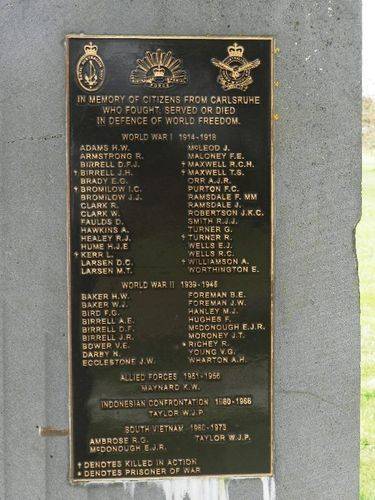 IN MEMORY OF CITIZENS FROM CARLSRUHE
WHO FOUGHT, SERVED OR DIED
IN DEFENCE OF WORLD FREEDOM.
WORLD WAR I 1914-1918
ADAMS H.W.
ARMSTRONG R.
BIRRELL D.F.J.
† BIRRELL J.H.
BRADY E.G.
† BROMILOW I.C.
BROMILOW J.J.
CLARK R.
CLARK W.
FAULDS D.
HAWKINS A.
HEALEY R.J.
HUME H.J.E
† KERR L.
LARSEN D.C.
LARSEN M.T.
McLEOD J.
MALONEY F.E.
† MAXWELL R.C.H.
† MAXWELL T.S.
ORR A.J.R.
PURTON F.C.
RAMSDALE F. MM
RAMSDALE J.
ROBERTSON J.K.C.
SMITH R.J.J.
TURNER G.
† TURNER R.
WELLS E.J.
WELLS R.C.
† WILLIAMSON A.
WORTHINGTON E.
WORLD WAR II 1939-1945
BAKER H.W.
BAKER W.J.
BIRD F.G.
BIRRELL A.E.
BIRRELL D.F.
BIRRELL J.R.
BOWER V.E.
DARBY N.
ECCLESTONE J.W.
FOREMAN B.E.
FOREMAN J.W.
HANLEY M.J.
HUGHES F.
McDONOUGH E.J.R.
MORONEY J.T.
* RICHEY R.
YOUNG V.G.
WHARTON A.H.
ALLIED FORCES 1951-1956
MAYNARD K.W.
INDONESIAN CONFRONTATION 1960-1966
TAYLOR W.J.P.
SOUTH VIETNAM 1960-1973
AMBROSE R.G.
McDONOUGH E.J.R.
TAYLOR W.J.P.
† DENOTES KILLED IN ACTION
* DENOTES PRISONER OF WAR